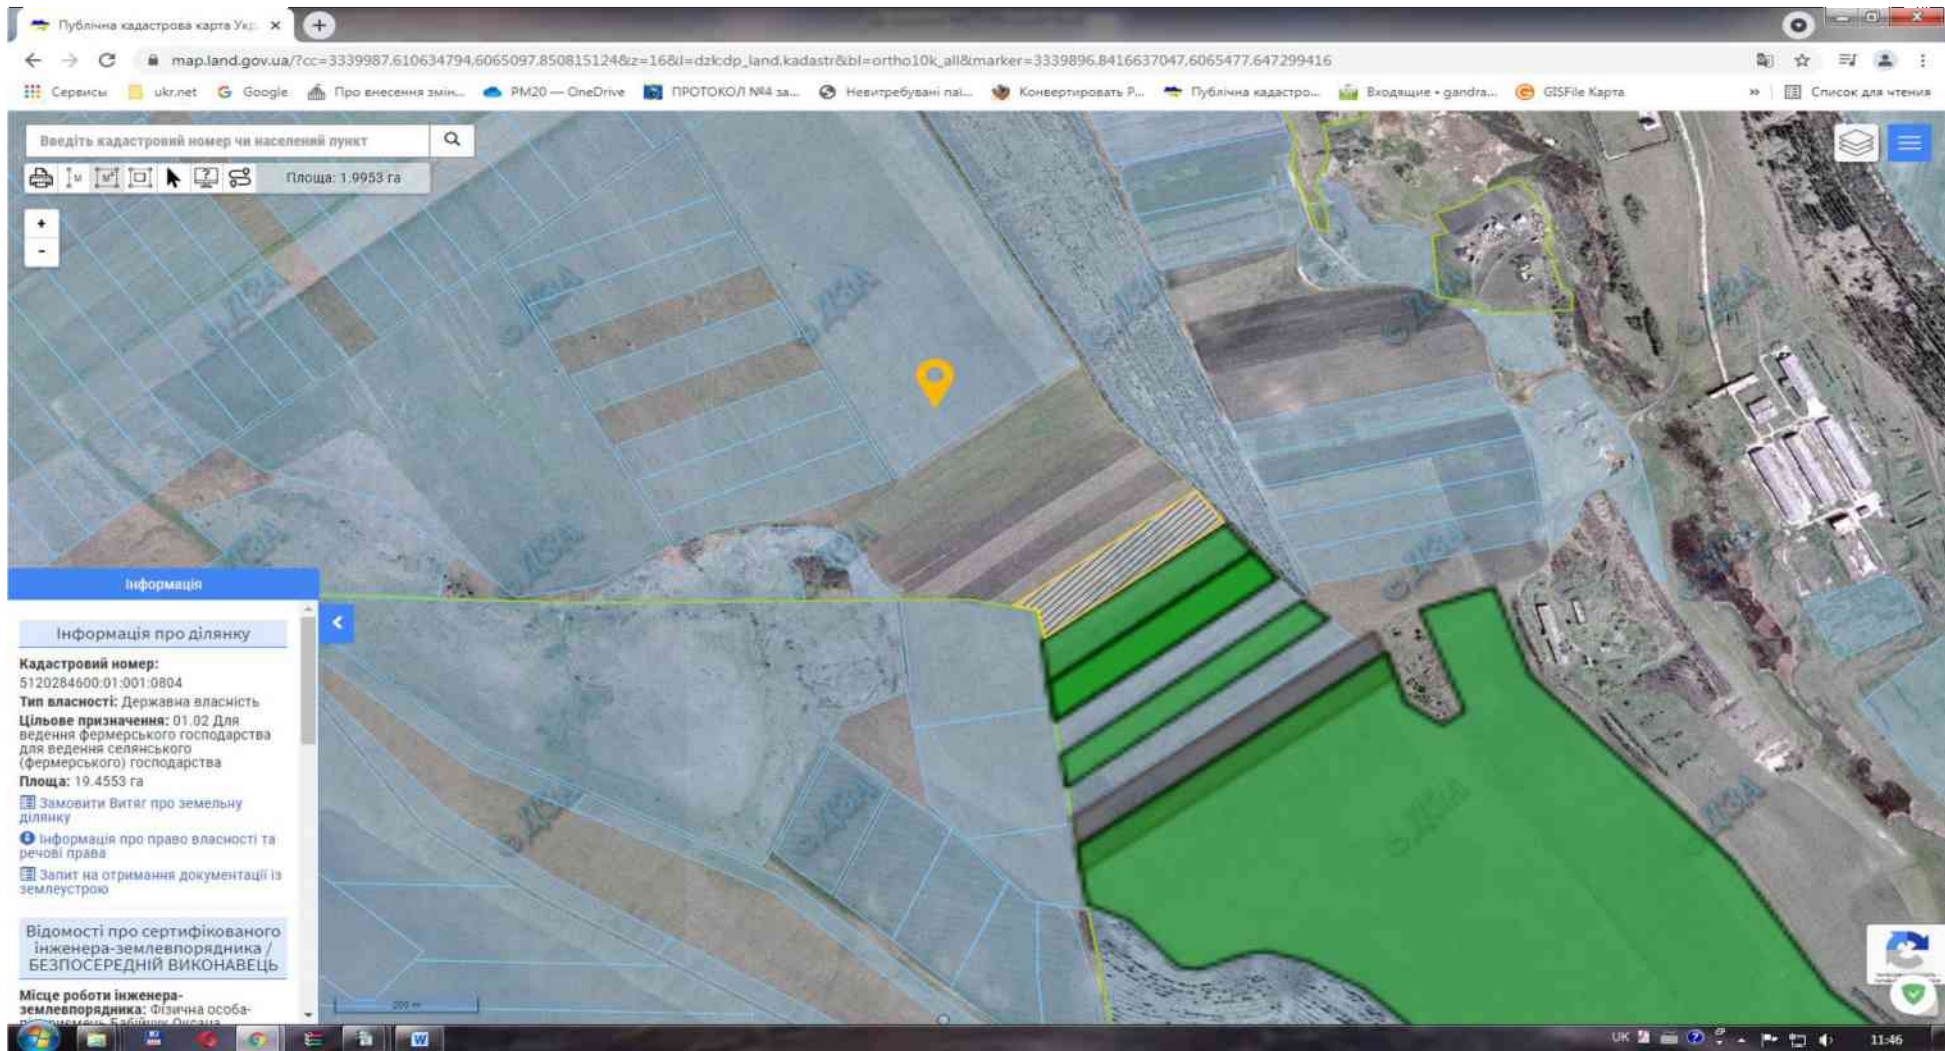 Публічна кадастрова карта Укр
map.land.gov.ua/?cc=3339987.610634794,6065097.850815124&z=16&l=dzk:dp_land.kadastr&bl=ortho10k_all&marker=3339896.8416637047,6065477.647299416
Сервисы ukr.net Google Про внесення змін... PM20 — OneDrive ПРОТОКОЛ №4 за... Невитребувані паї... Конвертировать P... Публічна кадастро... Входящие • gandra... GISFile Карта » Список для чтения
Введіть кадастровий номер чи населений пункт
Площа: 1.9953 га
+
-
© ДЗА
Інформація
Інформація про ділянку
Кадастровий номер:
5120284600:01:001:0804
Тип власності: Державна власність
Цільове призначення: 01.02 Для
ведення фермерського господарства
для ведення селянського
(фермерського) господарства
Площа: 19.4553 га
Замовити Витяг про земельну
ділянку
Інформація про право власності та
речові права
Запит на отримання документації із
землеустрою
Відомості про сертифікованого
інженера-землевпорядника /
БЕЗПОСЕРЕДНІЙ ВИКОНАВЕЦЬ
Місце роботи інженера-
землевпорядника: Фізична особа-
200 m
UK
11:46